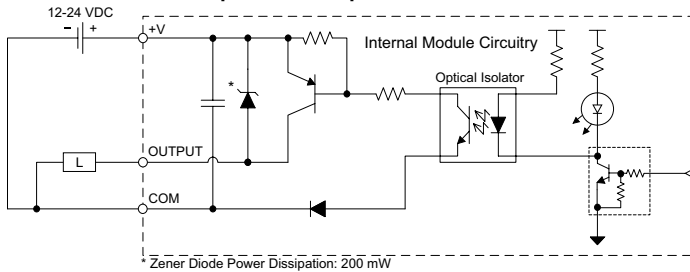 12-24 VDC
− +
+V
Internal Module Circuitry
Optical Isolator
*
OUTPUT
L
COM
* Zener Diode Power Dissipation: 200 mW